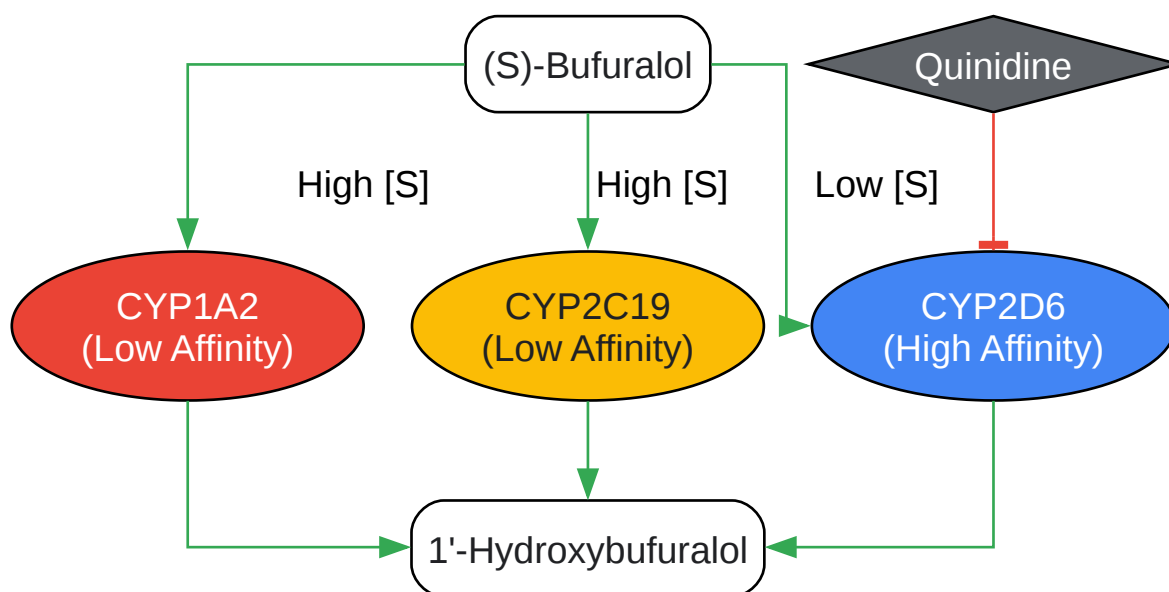 (S)-Bufuralol
Quinidine
High [S]
High [S]
Low [S]
CYP1A2
(Low Affinity)
CYP2C19
(Low Affinity)
CYP2D6
(High Affinity)
1'-Hydroxybufuralol